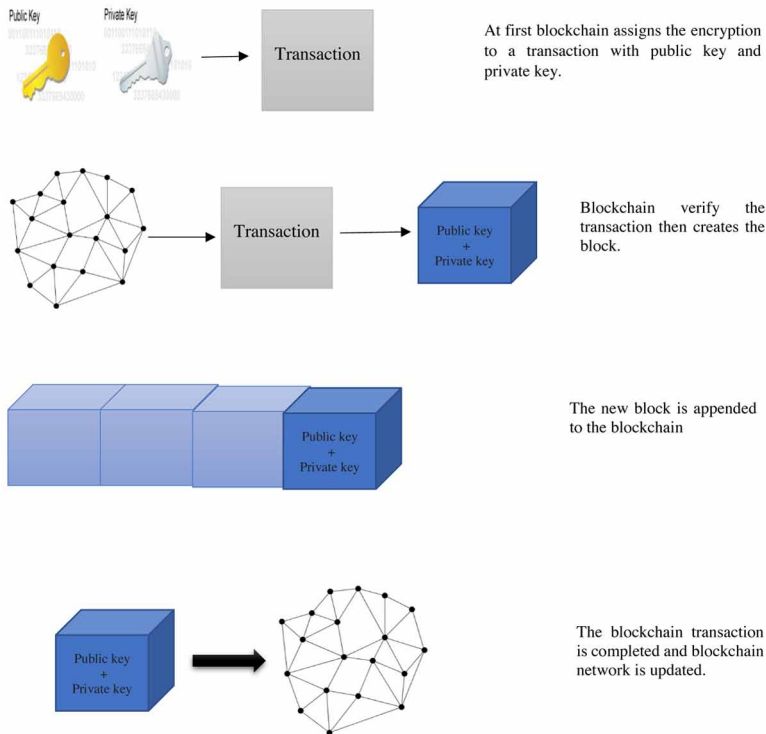 Public Key
Private Key
Transaction
At first blockchain assigns the encryption
to a transaction with public key and
private key.
Transaction
Public key
+
Private key
Blockchain verify the
transaction then creates the
block.
Public key
+
Private key
The new block is appended
to the blockchain
Public key
+
Private key
The blockchain transaction
is completed and blockchain
network is updated.